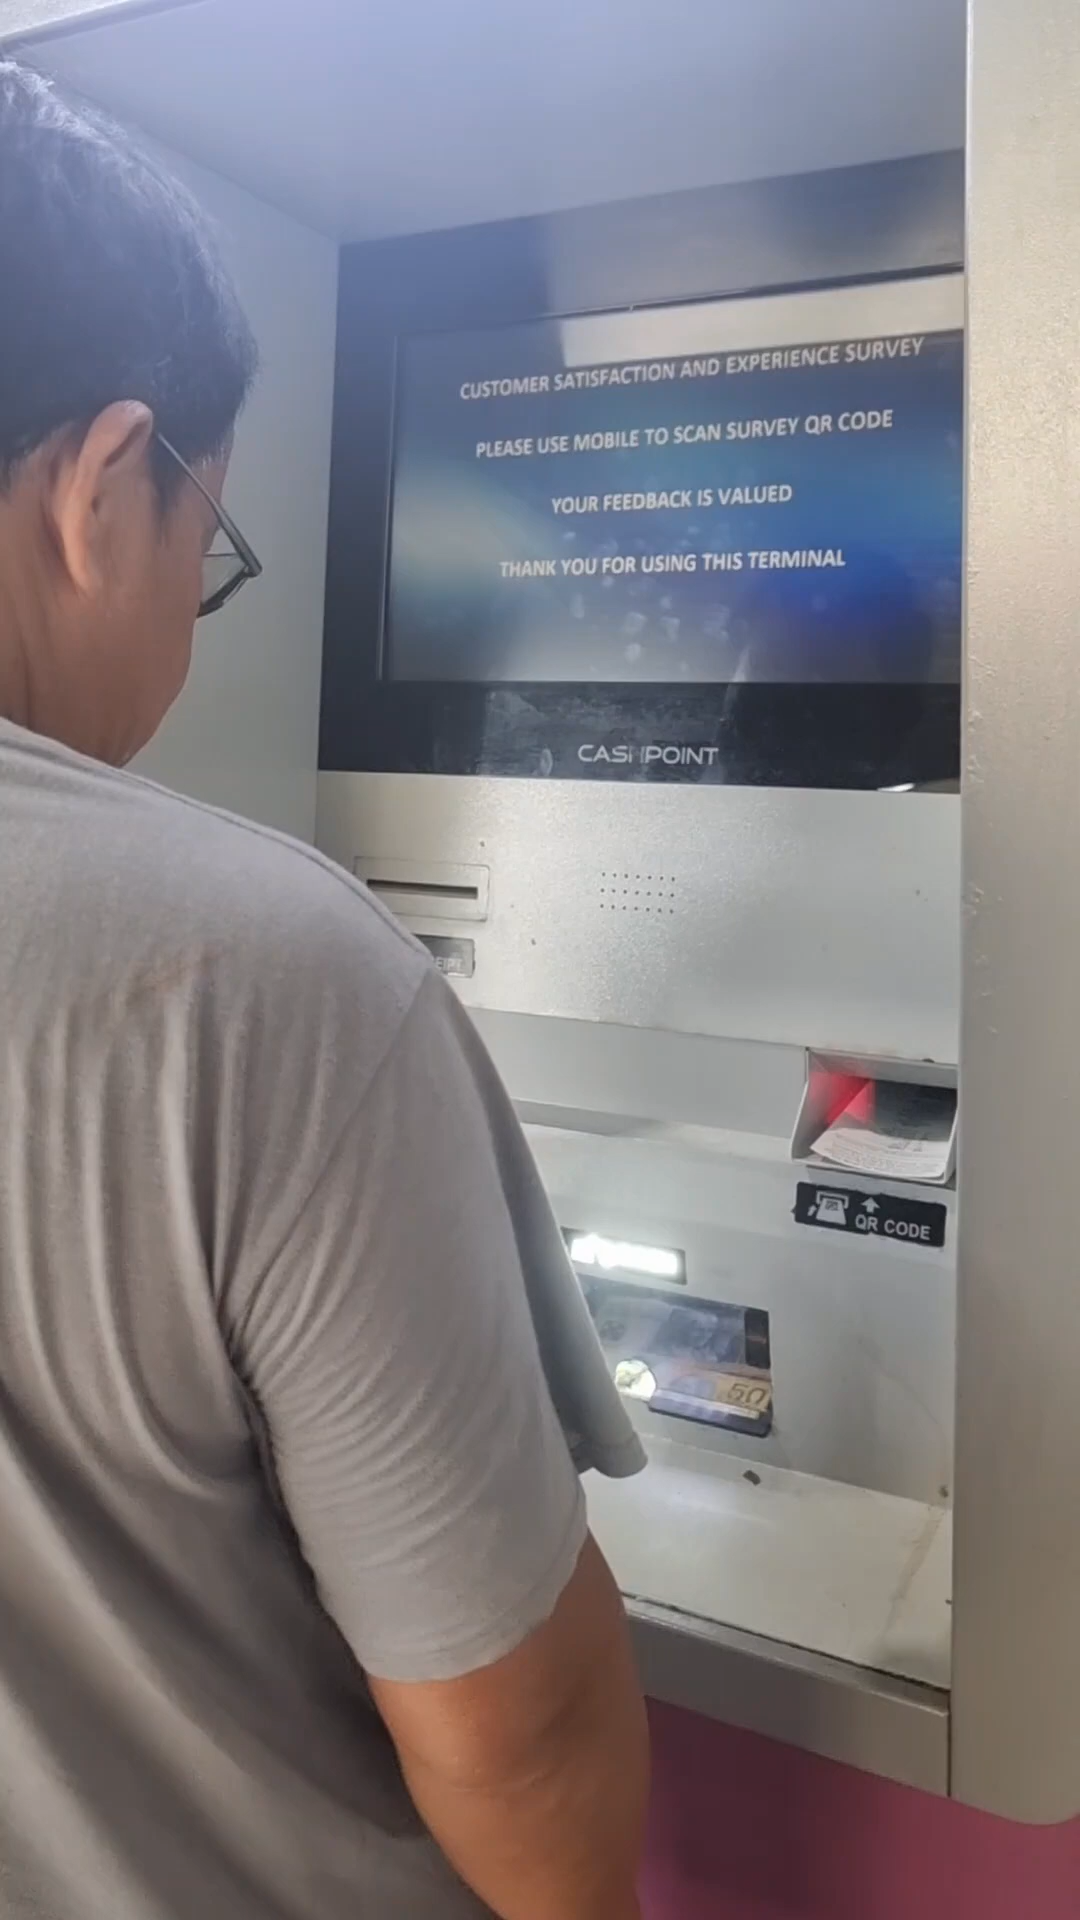 CUSTOMER SATISFACTION AND EXPERIENCE SURVEY
PLEASE USE MOBILE TO SCAN SURVEY QR CODE
YOUR FEEDBACK IS VALUED
THANK YOU FOR USING THIS TERMINAL
CASHPOINT
QR CODE
50